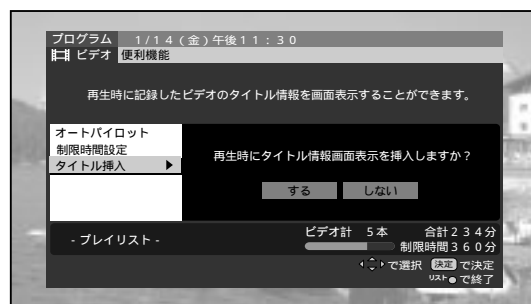 プログラム 1/14(金)午後11:30
ビデオ 便利機能
再生時に記録したビデオのタイトル情報を画面表示することができます。
オートパイロット
制限時間設定
タイトル挿入 ▶
再生時にタイトル情報画面表示を挿入しますか?
する しない
- プレイリスト -
ビデオ計 5本 合計234分
制限時間360分
で選択 決定 で決定
リスト● で終了